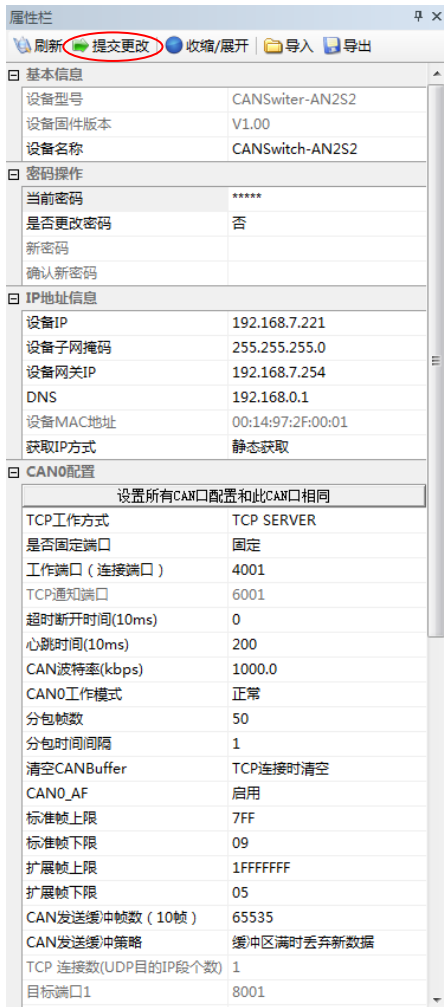 属性栏
刷新 提交更改 收缩/展开 导入 导出
基本信息
设备型号 CANSwiter-AN2S2
设备固件版本 V1.00
设备名称 CANSwitch-AN2S2
密码操作
当前密码 *****
是否更改密码 否
新密码
确认新密码
IP地址信息
设备IP 192.168.7.221
设备子网掩码 255.255.255.0
设备网关IP 192.168.7.254
DNS 192.168.0.1
设备MAC地址 00:14:97:2F:00:01
获取IP方式 静态获取
CAN0配置
设置所有CAN口配置和此CAN口相同
TCP工作方式 TCP SERVER
是否固定端口 固定
工作端口（连接端口） 4001
TCP通知端口 6001
超时断开时间(10ms) 0
心跳时间(10ms) 200
CAN波特率(kbps) 1000.0
CAN0工作模式 正常
分包帧数 50
分包时间间隔 1
清空CANBuffer TCP连接时清空
CAN0_AF 启用
标准帧上限 7FF
标准帧下限 09
扩展帧上限 1FFFFFFF
扩展帧下限 05
CAN发送缓冲帧数（10帧） 65535
CAN发送缓冲策略 缓冲区满时丢弃新数据
TCP 连接数(UDP目的IP段个数) 1
目标端口1 8001